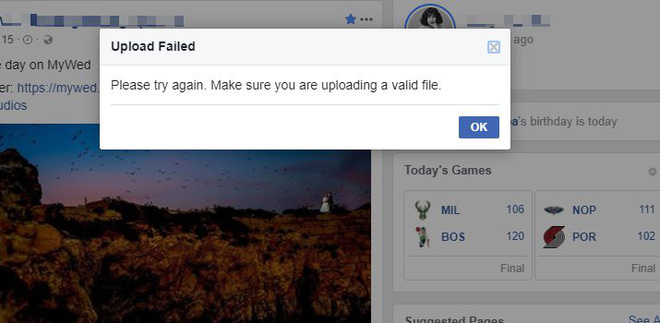 Upload Failed
Please try again. Make sure you are uploading a valid file.
OK
15 ·
ago
e day on MyWed
er: https://mywed.
udios
's birthday is today
Today's Games
MIL 106
BOS 120
Final
NOP 111
POR 102
Final
Suggested Pages
See A